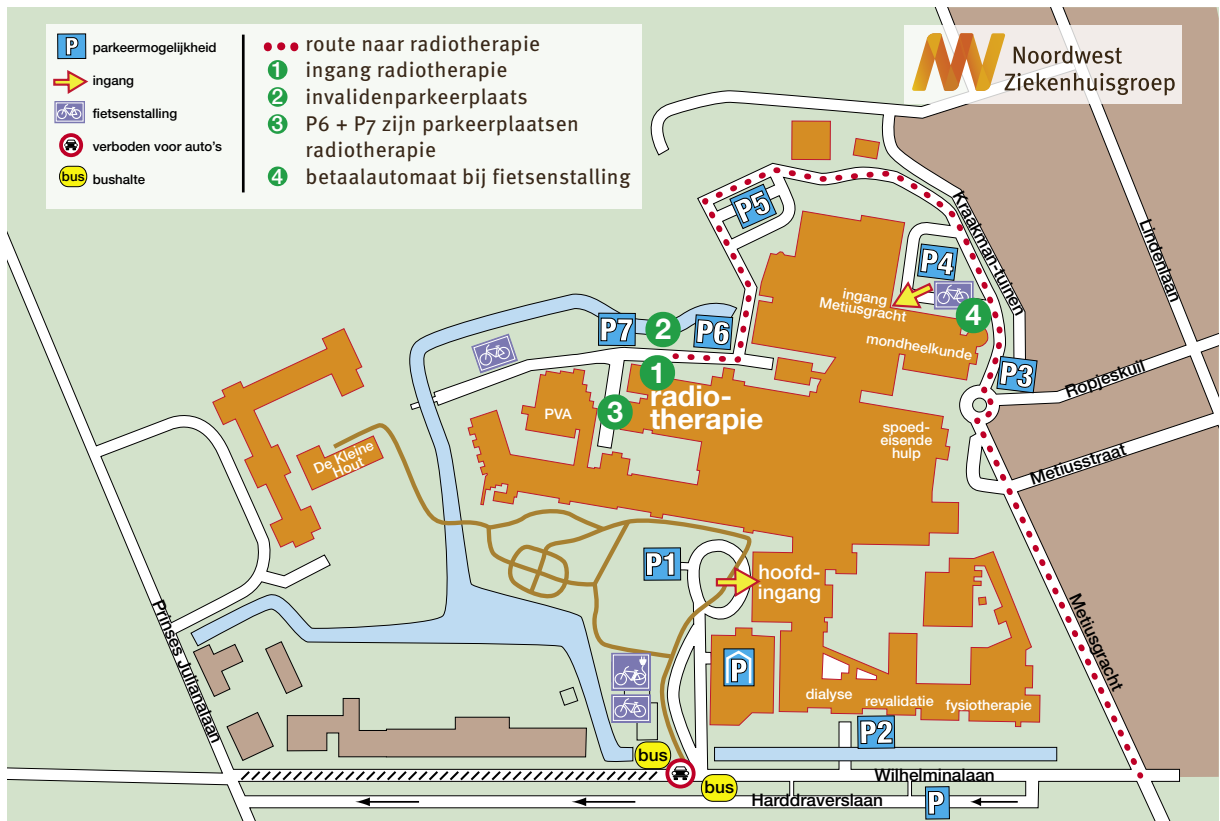 parkeermogelijkheid
ingang
fietsenstalling
verboden voor auto's
bus bushalte
route naar radiotherapie
1 ingang radiotherapie
2 invalidenparkeerplaats
3 P6 + P7 zijn parkeerplaatsen
radiotherapie
4 betaalautomaat bij fietsenstalling
Noordwest
Ziekenhuisgroep
P5
Kraakman-tuinen
Lindenlaan
P4
ingang
Metiusgracht
4
mondheelkunde
P7
2
P6
P3
Ropjeskuil
1
radio-
therapie
3
PVA
spoed-
eisende
hulp
Metiusstraat
De Kleine
Hout
P1
hoofd-
ingang
Prinses Julianalaan
Metiusgracht
P
dialyse
revalidatie
fysiotherapie
P2
bus
bus
Wilhelminalaan
Harddraverslaan
P
P